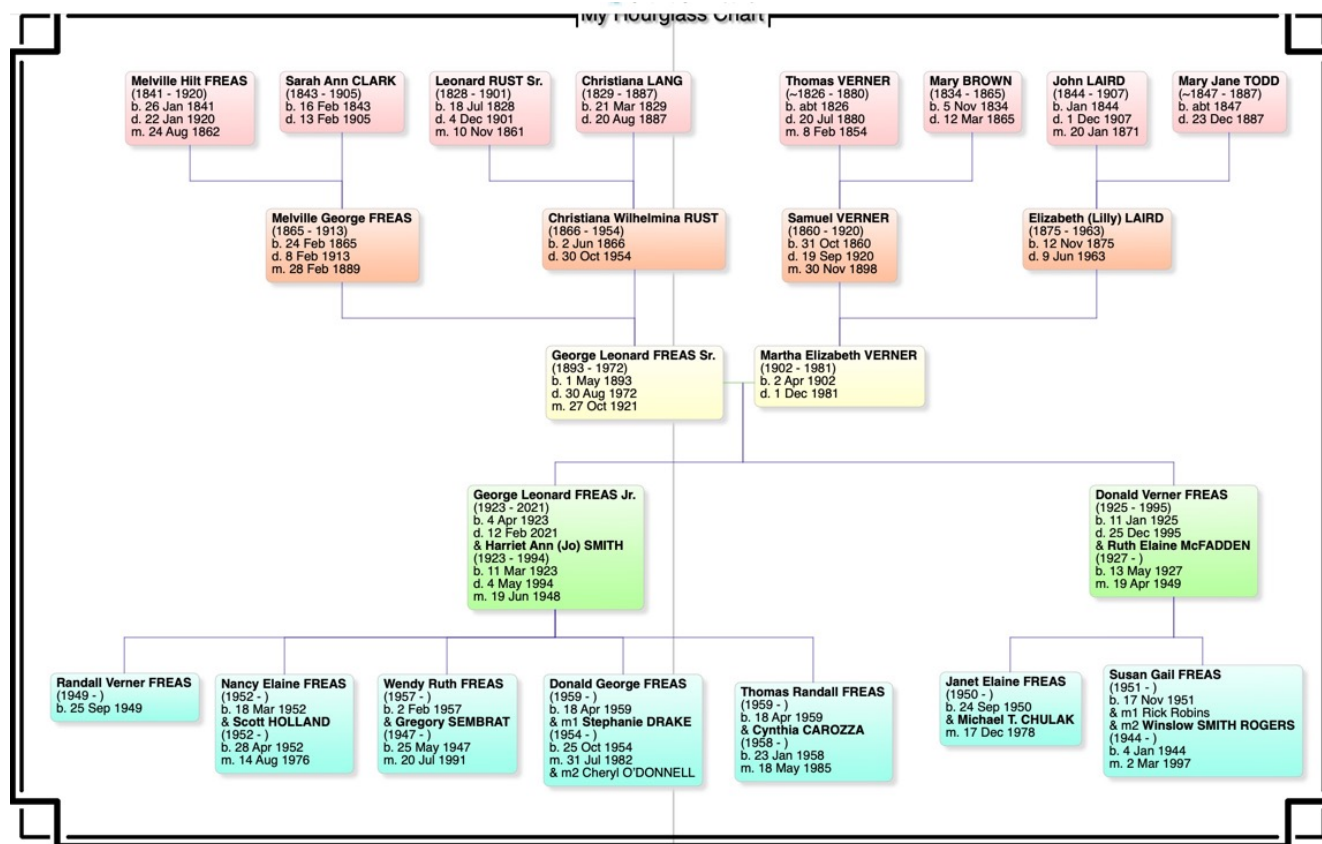 My Hourglass Chart
Melville Hilt FREAS
(1841 - 1920)
b. 26 Jan 1841
d. 22 Jan 1920
m. 24 Aug 1862
Sarah Ann CLARK
(1843 - 1905)
b. 16 Feb 1843
d. 13 Feb 1905
Leonard RUST Sr.
(1828 - 1901)
b. 18 Jul 1828
d. 4 Dec 1901
m. 10 Nov 1861
Christiana LANG
(1829 - 1887)
b. 21 Mar 1829
d. 20 Aug 1887
Thomas VERNER
(~1826 - 1880)
b. abt 1826
d. 20 Jul 1880
m. 8 Feb 1854
Mary BROWN
(1834 - 1865)
b. 5 Nov 1834
d. 12 Mar 1865
John LAIRD
(1844 - 1907)
b. Jan 1844
d. 1 Dec 1907
m. 20 Jan 1871
Mary Jane TODD
(~1847 - 1887)
b. abt 1847
d. 23 Dec 1887
Melville George FREAS
(1865 - 1913)
b. 24 Feb 1865
d. 8 Feb 1913
m. 28 Feb 1889
Christiana Wilhelmina RUST
(1866 - 1954)
b. 2 Jun 1866
d. 30 Oct 1954
Samuel VERNER
(1860 - 1920)
b. 31 Oct 1860
d. 19 Sep 1920
m. 30 Nov 1898
Elizabeth (Lilly) LAIRD
(1875 - 1963)
b. 12 Nov 1875
d. 9 Jun 1963
George Leonard FREAS Sr.
(1893 - 1972)
b. 1 May 1893
d. 30 Aug 1972
m. 27 Oct 1921
Martha Elizabeth VERNER
(1902 - 1981)
b. 2 Apr 1902
d. 1 Dec 1981
George Leonard FREAS Jr.
(1923 - 2021)
b. 4 Apr 1923
d. 12 Feb 2021
& Harriet Ann (Jo) SMITH
(1923 - 1994)
b. 11 Mar 1923
d. 4 May 1994
m. 19 Jun 1948
Donald Verner FREAS
(1925 - 1995)
b. 11 Jan 1925
d. 25 Dec 1995
& Ruth Elaine McFADDEN
(1927 - )
b. 13 May 1927
m. 19 Apr 1949
Randall Verner FREAS
(1949 - )
b. 25 Sep 1949
Nancy Elaine FREAS
(1952 - )
b. 18 Mar 1952
& Scott HOLLAND
(1952 - )
b. 28 Apr 1952
m. 14 Aug 1976
Wendy Ruth FREAS
(1957 - )
b. 2 Feb 1957
& Gregory SEMBRAT
(1947 - )
b. 25 May 1947
m. 20 Jul 1991
Donald George FREAS
(1959 - )
b. 18 Apr 1959
& m1 Stephanie DRAKE
(1954 - )
b. 25 Oct 1954
m. 31 Jul 1982
& m2 Cheryl O'DONNELL
Thomas Randall FREAS
(1959 - )
b. 18 Apr 1959
& Cynthia CAROZZA
(1958 - )
b. 23 Jan 1958
m. 18 May 1985
Janet Elaine FREAS
(1950 - )
b. 24 Sep 1950
& Michael T. CHULAK
m. 17 Dec 1978
Susan Gail FREAS
(1951 - )
b. 17 Nov 1951
& m1 Rick Robins
& m2 Winslow SMITH ROGERS
(1944 - )
b. 4 Jan 1944
m. 2 Mar 1997